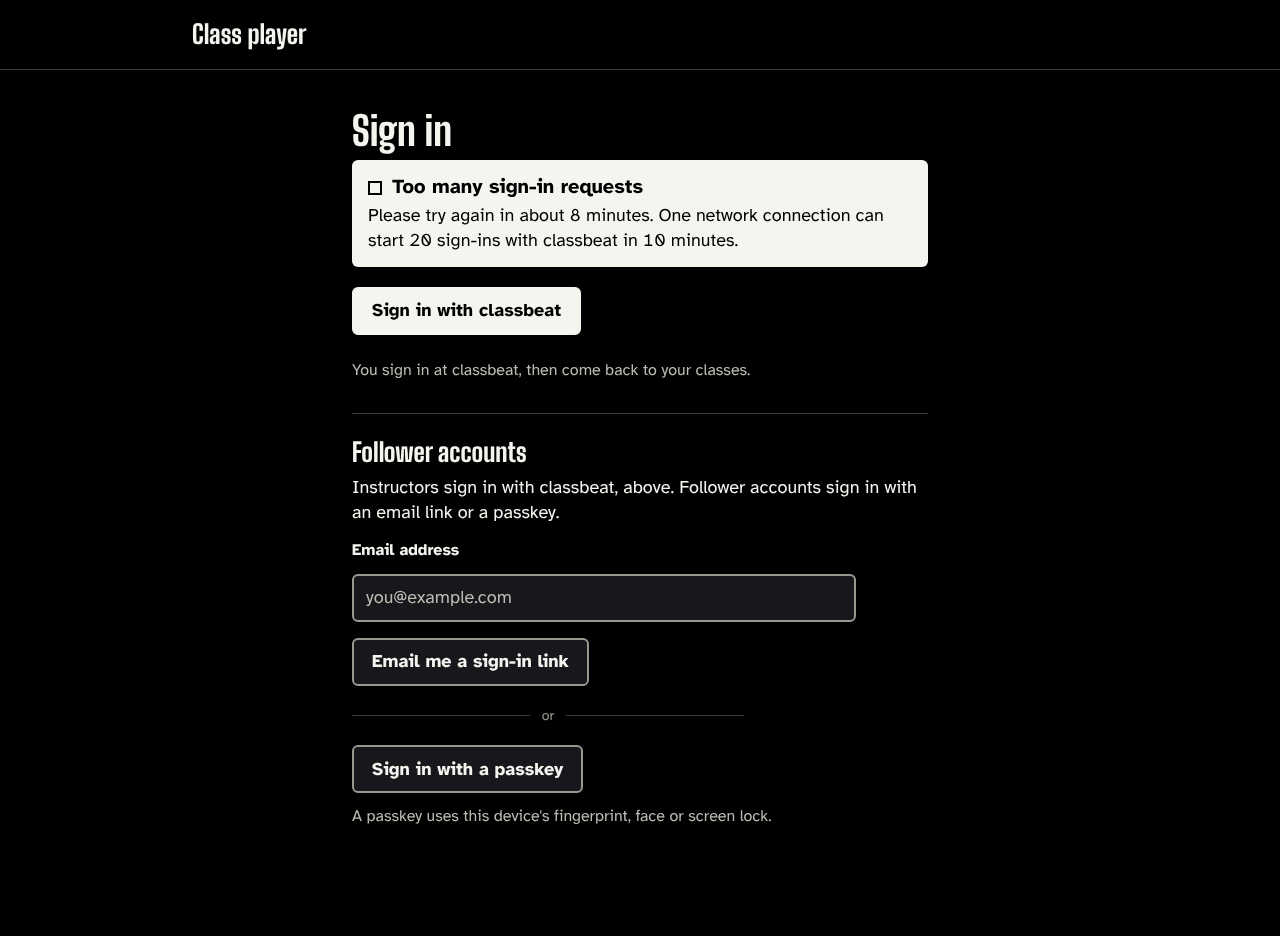 Class player
Sign in
Too many sign-in requests
Please try again in about 8 minutes. One network connection can
start 20 sign-ins with classbeat in 10 minutes.
Sign in with classbeat
You sign in at classbeat, then come back to your classes.
Follower accounts
Instructors sign in with classbeat, above. Follower accounts sign in with
an email link or a passkey.
Email address
you@example.com
Email me a sign-in link
or
Sign in with a passkey
A passkey uses this device's fingerprint, face or screen lock.